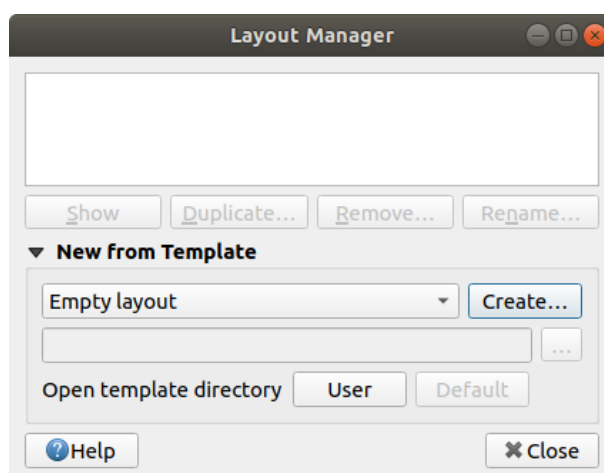 Layout Manager
Show Duplicate... Remove... Rename...
New from Template
Empty layout Create...
...
Open template directory User Default
Help Close